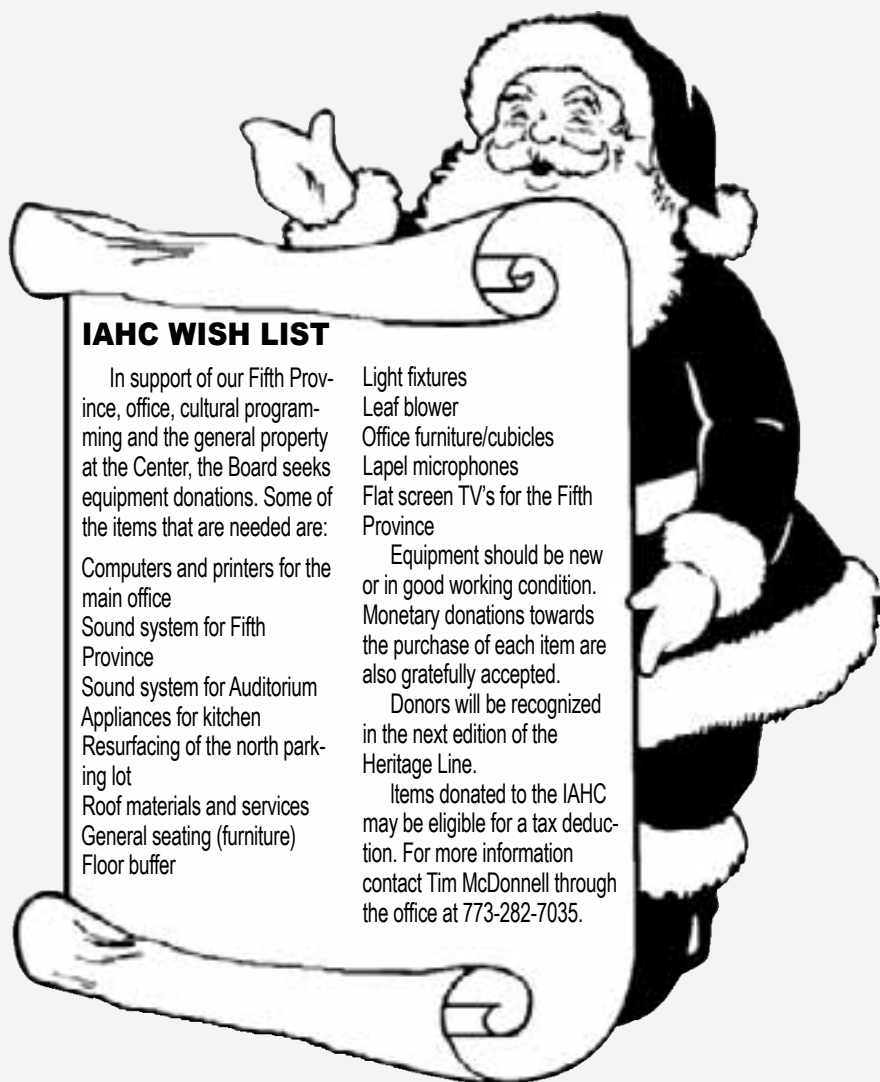 IAHC WISH LIST
In support of our Fifth Prov-
ince, office, cultural program-
ming and the general property
at the Center, the Board seeks
equipment donations. Some of
the items that are needed are:
Computers and printers for the
main office
Sound system for Fifth
Province
Sound system for Auditorium
Appliances for kitchen
Resurfacing of the north park-
ing lot
Roof materials and services
General seating (furniture)
Floor buffer
Light fixtures
Leaf blower
Office furniture/cubicles
Lapel microphones
Flat screen TV's for the Fifth
Province
Equipment should be new
or in good working condition.
Monetary donations towards
the purchase of each item are
also gratefully accepted.
Donors will be recognized
in the next edition of the
Heritage Line.
Items donated to the IAHC
may be eligible for a tax deduc-
tion. For more information
contact Tim McDonnell through
the office at 773-282-7035.